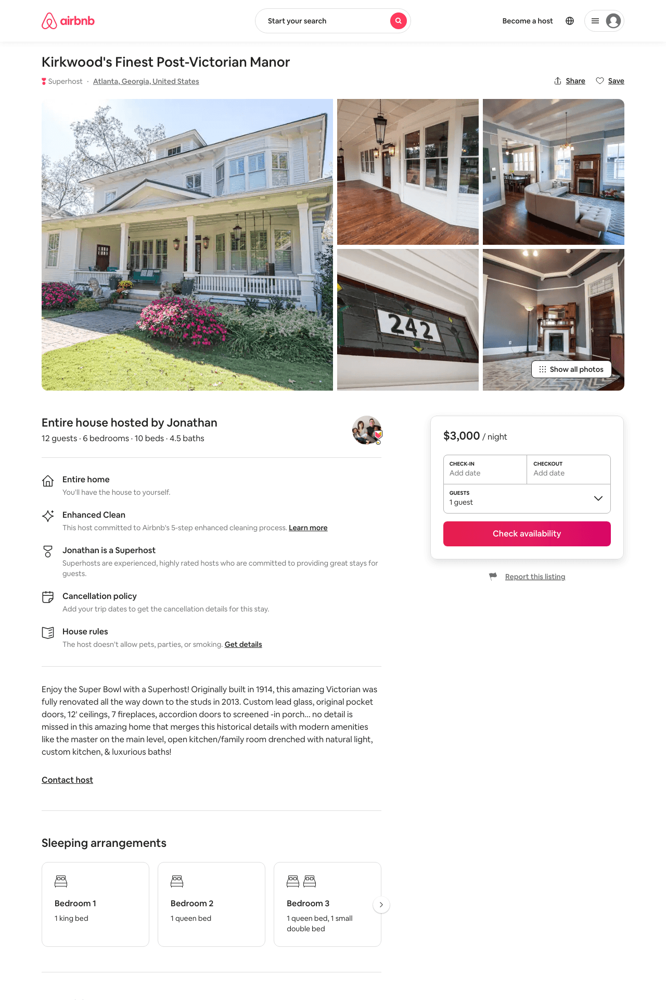 airbnb
Start your search
Become a host
Kirkwood's Finest Post-Victorian Manor
Superhost · Atlanta, Georgia, United States
Share
Save
242
Show all photos
Entire house hosted by Jonathan
12 guests · 6 bedrooms · 10 beds · 4.5 baths
$3,000 / night
CHECK-IN
Add date
CHECKOUT
Add date
GUESTS
1 guest
Check availability
Report this listing
Entire home
You'll have the house to yourself.
Enhanced Clean
This host committed to Airbnb's 5-step enhanced cleaning process. Learn more
Jonathan is a Superhost
Superhosts are experienced, highly rated hosts who are committed to providing great stays for
guests.
Cancellation policy
Add your trip dates to get the cancellation details for this stay.
House rules
The host doesn't allow pets, parties, or smoking. Get details
Enjoy the Super Bowl with a Superhost! Originally built in 1914, this amazing Victorian was
fully renovated all the way down to the studs in 2013. Custom lead glass, original pocket
doors, 12' ceilings, 7 fireplaces, accordion doors to screened -in porch... no detail is
missed in this amazing home that merges this historical details with modern amenities
like the master on the main level, open kitchen/family room drenched with natural light,
custom kitchen, & luxurious baths!
Contact host
Sleeping arrangements
Bedroom 1
1 king bed
Bedroom 2
1 queen bed
Bedroom 3
1 queen bed, 1 small
double bed